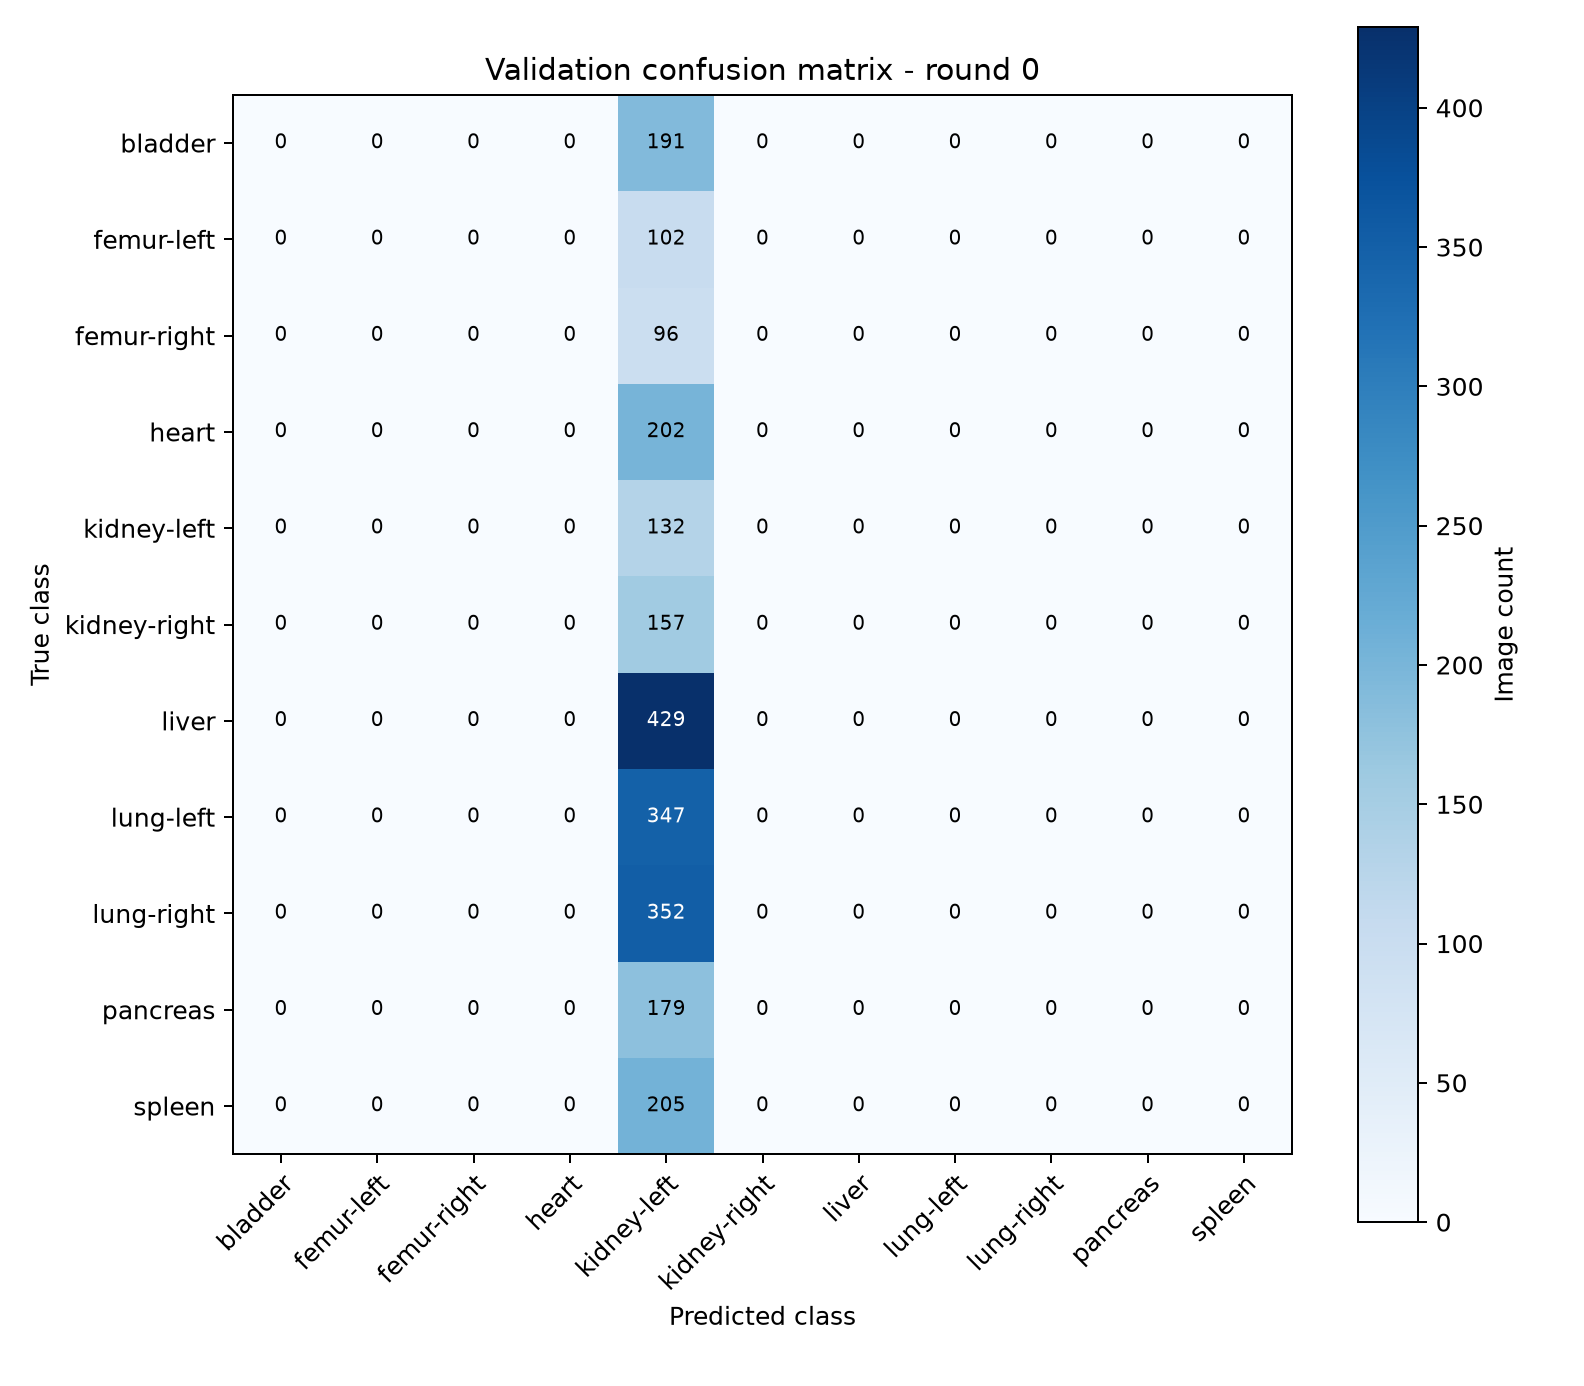 Validation confusion matrix - round 0
bladder 0 0 0 0 191 0 0 0 0 0 0
femur-left 0 0 0 0 102 0 0 0 0 0 0
femur-right 0 0 0 0 96 0 0 0 0 0 0
heart 0 0 0 0 202 0 0 0 0 0 0
kidney-left 0 0 0 0 132 0 0 0 0 0 0
kidney-right 0 0 0 0 157 0 0 0 0 0 0
liver 0 0 0 0 429 0 0 0 0 0 0
lung-left 0 0 0 0 347 0 0 0 0 0 0
lung-right 0 0 0 0 352 0 0 0 0 0 0
pancreas 0 0 0 0 179 0 0 0 0 0 0
spleen 0 0 0 0 205 0 0 0 0 0 0
True class
bladder femur-left femur-right heart kidney-left kidney-right liver lung-left lung-right pancreas spleen
Predicted class
400
350
300
250
200
150
100
50
0
Image count